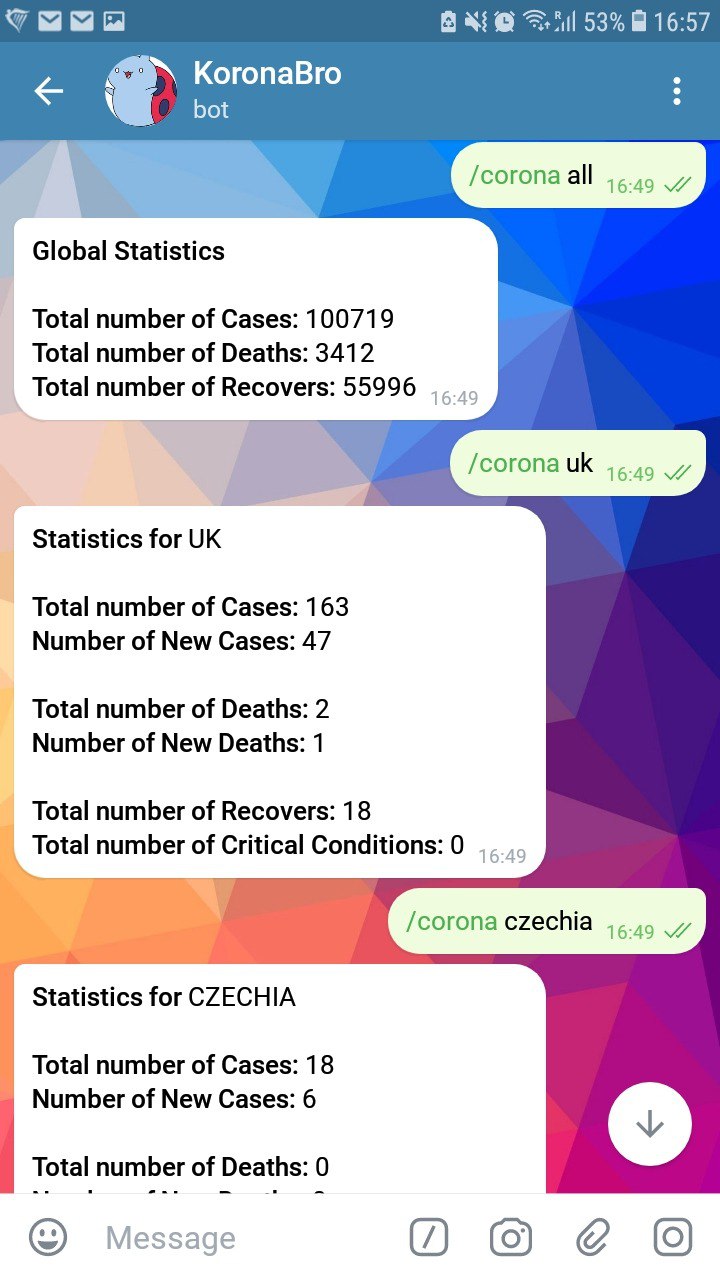 53% 16:57
KoronaBro
bot
/corona all 16:49
Global Statistics
Total number of Cases: 100719
Total number of Deaths: 3412
Total number of Recovers: 55996 16:49
/corona uk 16:49
Statistics for UK
Total number of Cases: 163
Number of New Cases: 47
Total number of Deaths: 2
Number of New Deaths: 1
Total number of Recovers: 18
Total number of Critical Conditions: 0 16:49
/corona czechia 16:49
Statistics for CZECHIA
Total number of Cases: 18
Number of New Cases: 6
Total number of Deaths: 0
Message